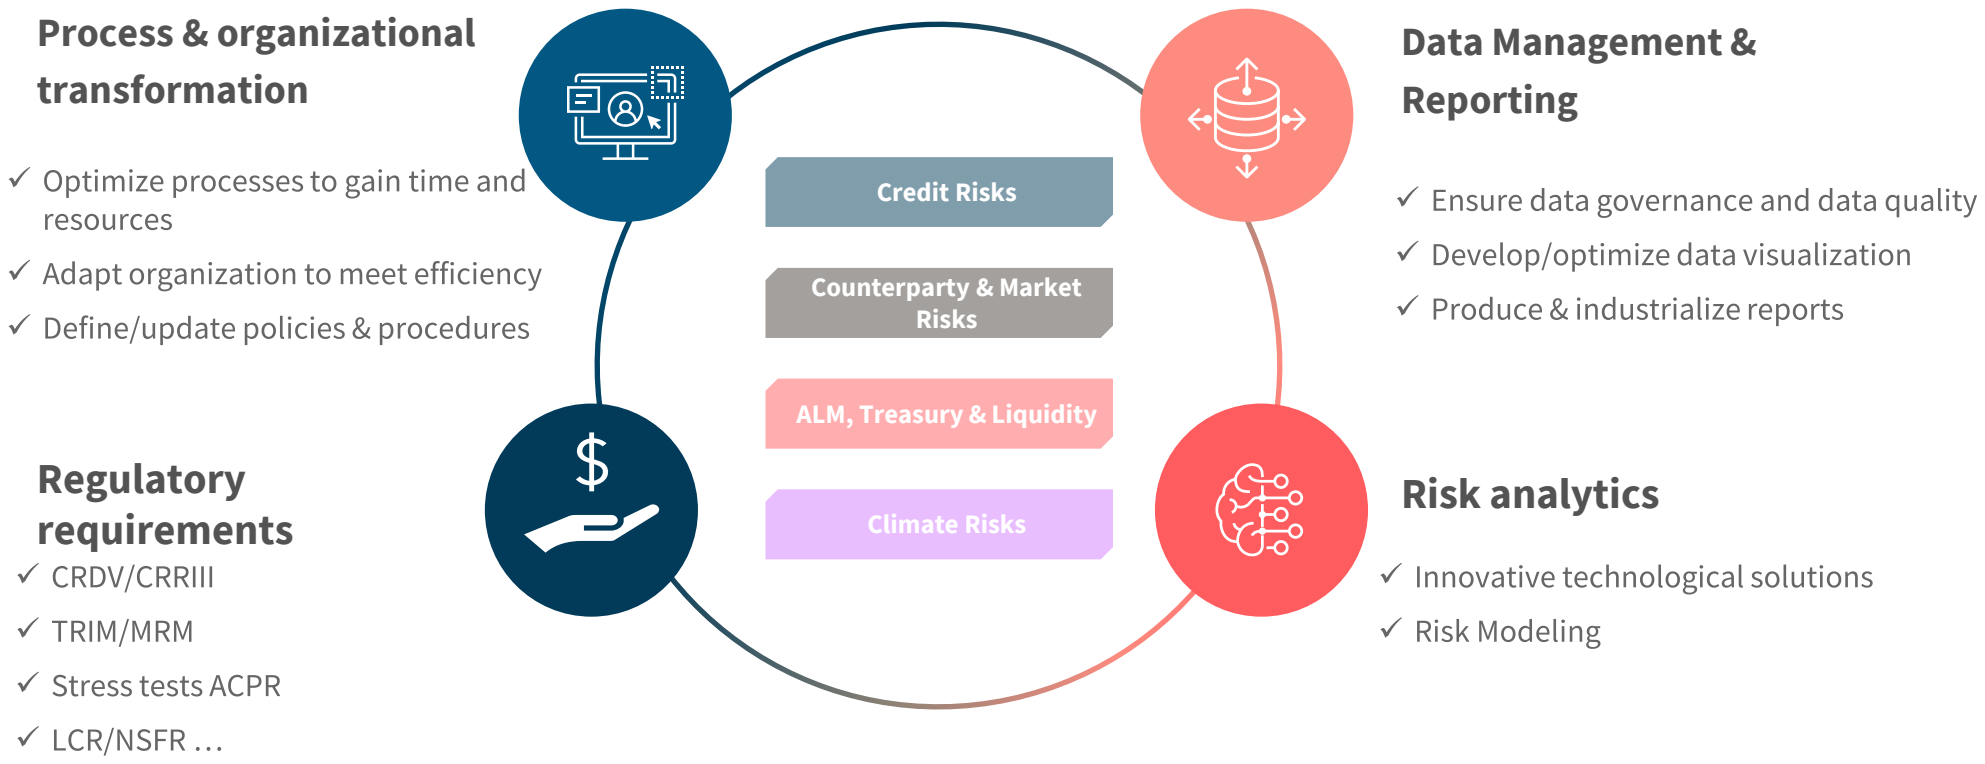 Process & organizational
transformation
Optimize processes to gain time and
resources
Adapt organization to meet efficiency
Define/update policies & procedures
Regulatory
requirements
CRDV/CRRIII
TRIM/MRM
Stress tests ACPR
LCR/NSFR …
$
Credit Risks
Counterparty & Market
Risks
ALM, Treasury & Liquidity
Climate Risks
Data Management &
Reporting
Ensure data governance and data quality
Develop/optimize data visualization
Produce & industrialize reports
Risk analytics
Innovative technological solutions
Risk Modeling